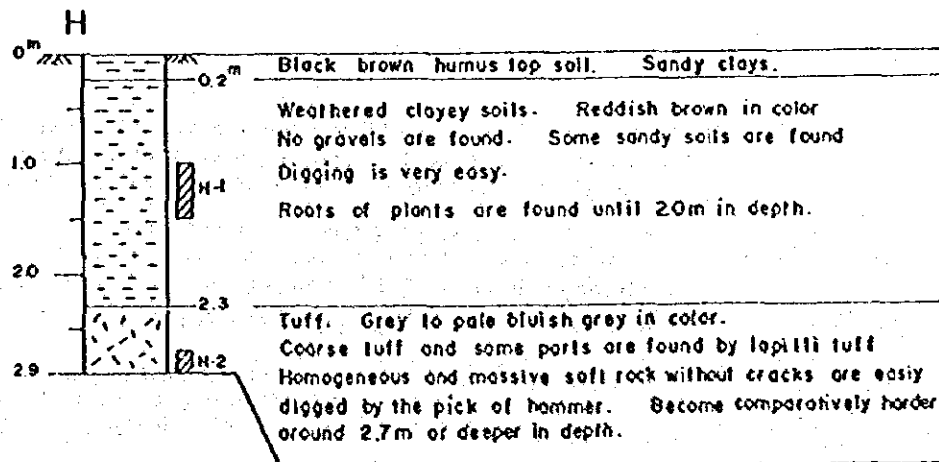 H
0m
0.2m
Black brown humus top soil. Sandy clays.
Weathered clayey soils. Reddish brown in color
No gravels are found. Some sandy soils are found
1.0
H-1
Digging is very easy.
Roots of plants are found until 2.0m in depth.
2.0
2.3
Tuff. Grey to pale bluish grey in color.
Coarse tuff and some parts are found by lapilli tuff
2.9
H-2
Homogeneous and massive soft rock without cracks are easiy
digged by the pick of hammer. Become comparatively harder
around 2.7m or deeper in depth.